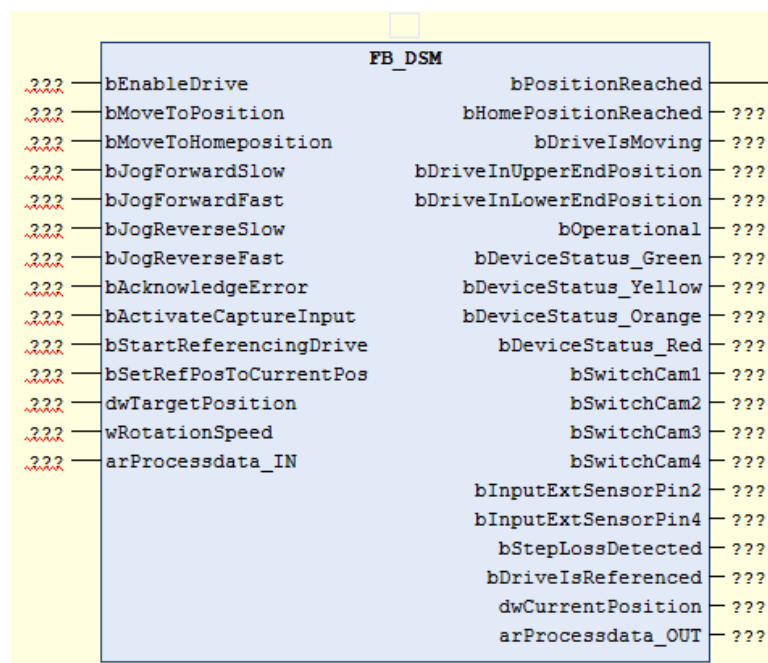 FB_DSM
??? bEnableDrive bPositionReached
??? bMoveToPosition bHomePositionReached ???
??? bMoveToHomeposition bDriveIsMoving ???
??? bJogForwardSlow bDriveInUpperEndPosition ???
??? bJogForwardFast bDriveInLowerEndPosition ???
??? bJogReverseSlow bOperational ???
??? bJogReverseFast bDeviceStatus_Green ???
??? bAcknowledgeError bDeviceStatus_Yellow ???
??? bActivateCaptureInput bDeviceStatus_Orange ???
??? bStartReferencingDrive bDeviceStatus_Red ???
??? bSetRefPosToCurrentPos bSwitchCam1 ???
??? dwTargetPosition bSwitchCam2 ???
??? wRotationSpeed bSwitchCam3 ???
??? arProcessdata_IN bSwitchCam4 ???
bInputExtSensorPin2 ???
bInputExtSensorPin4 ???
bStepLossDetected ???
bDriveIsReferenced ???
dwCurrentPosition ???
arProcessdata_OUT ???